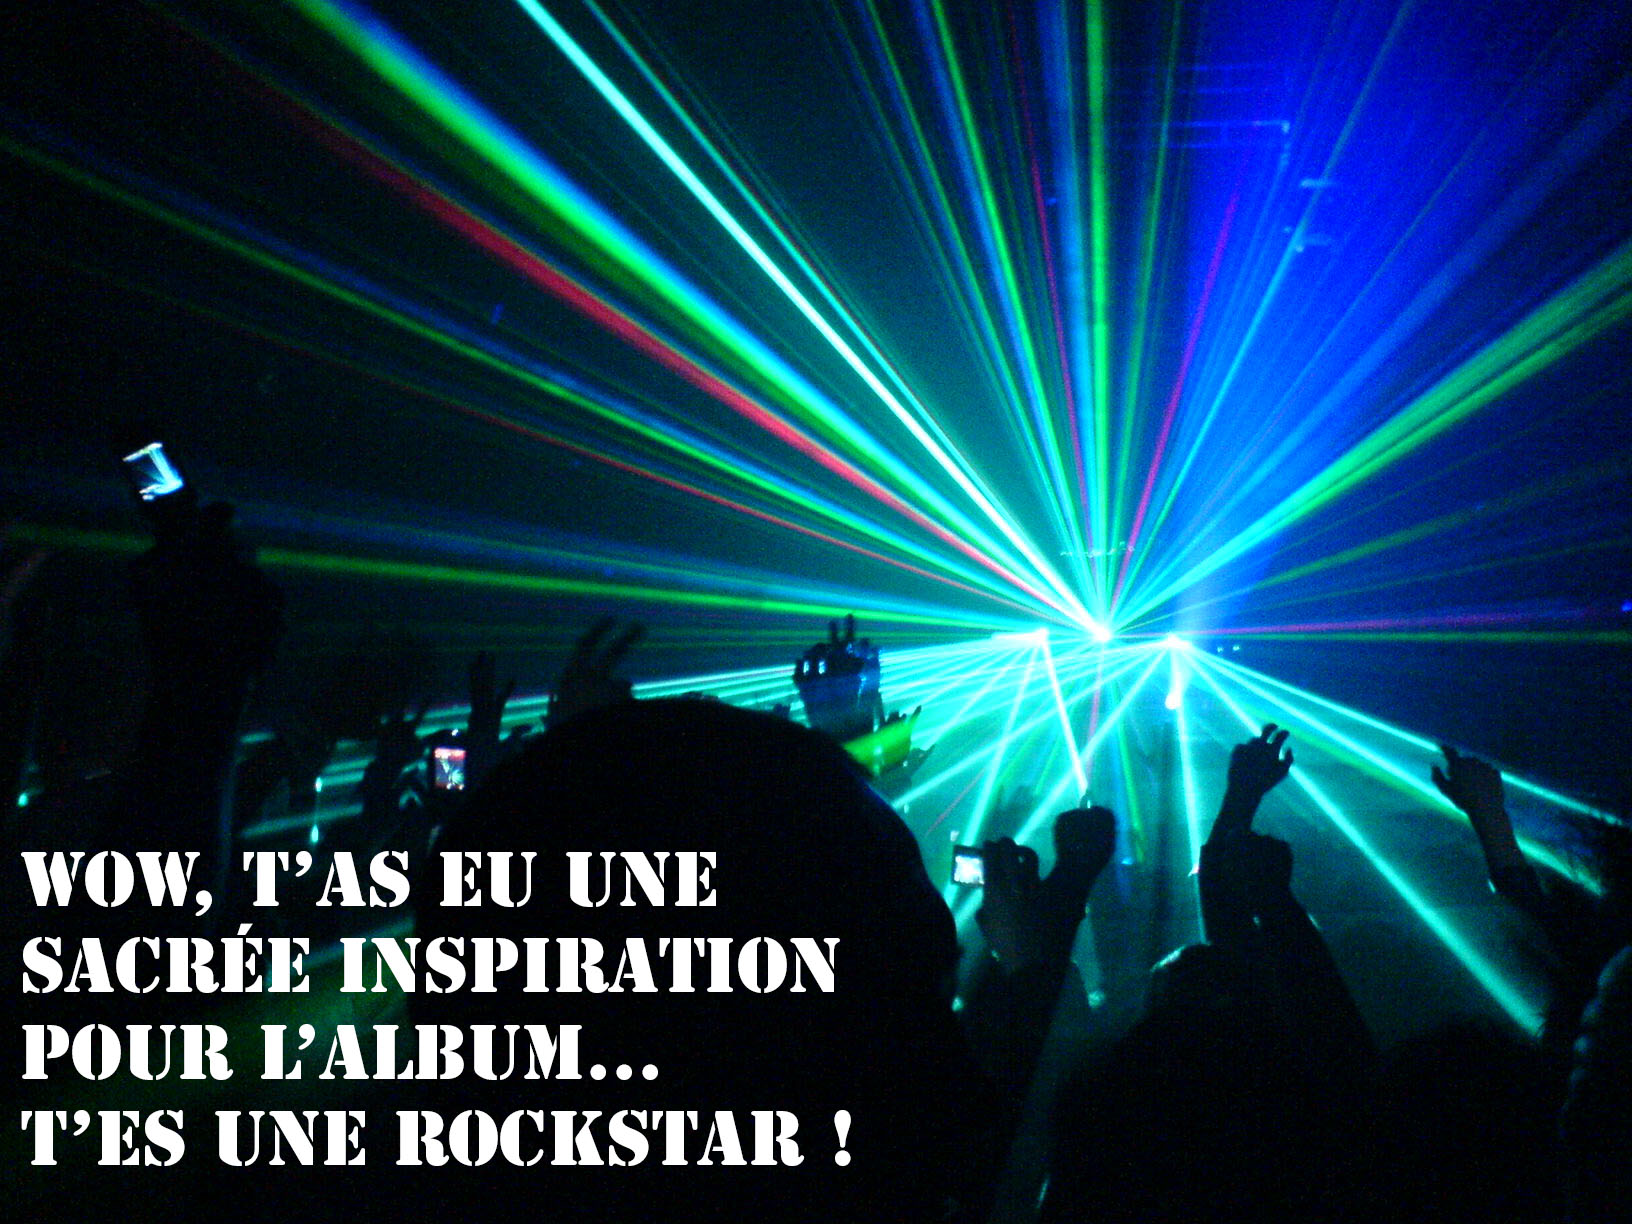 WOW, T'AS EU UNE
SACRÉE INSPIRATION
POUR L'ALBUM...
T'ES UNE ROCKSTAR !